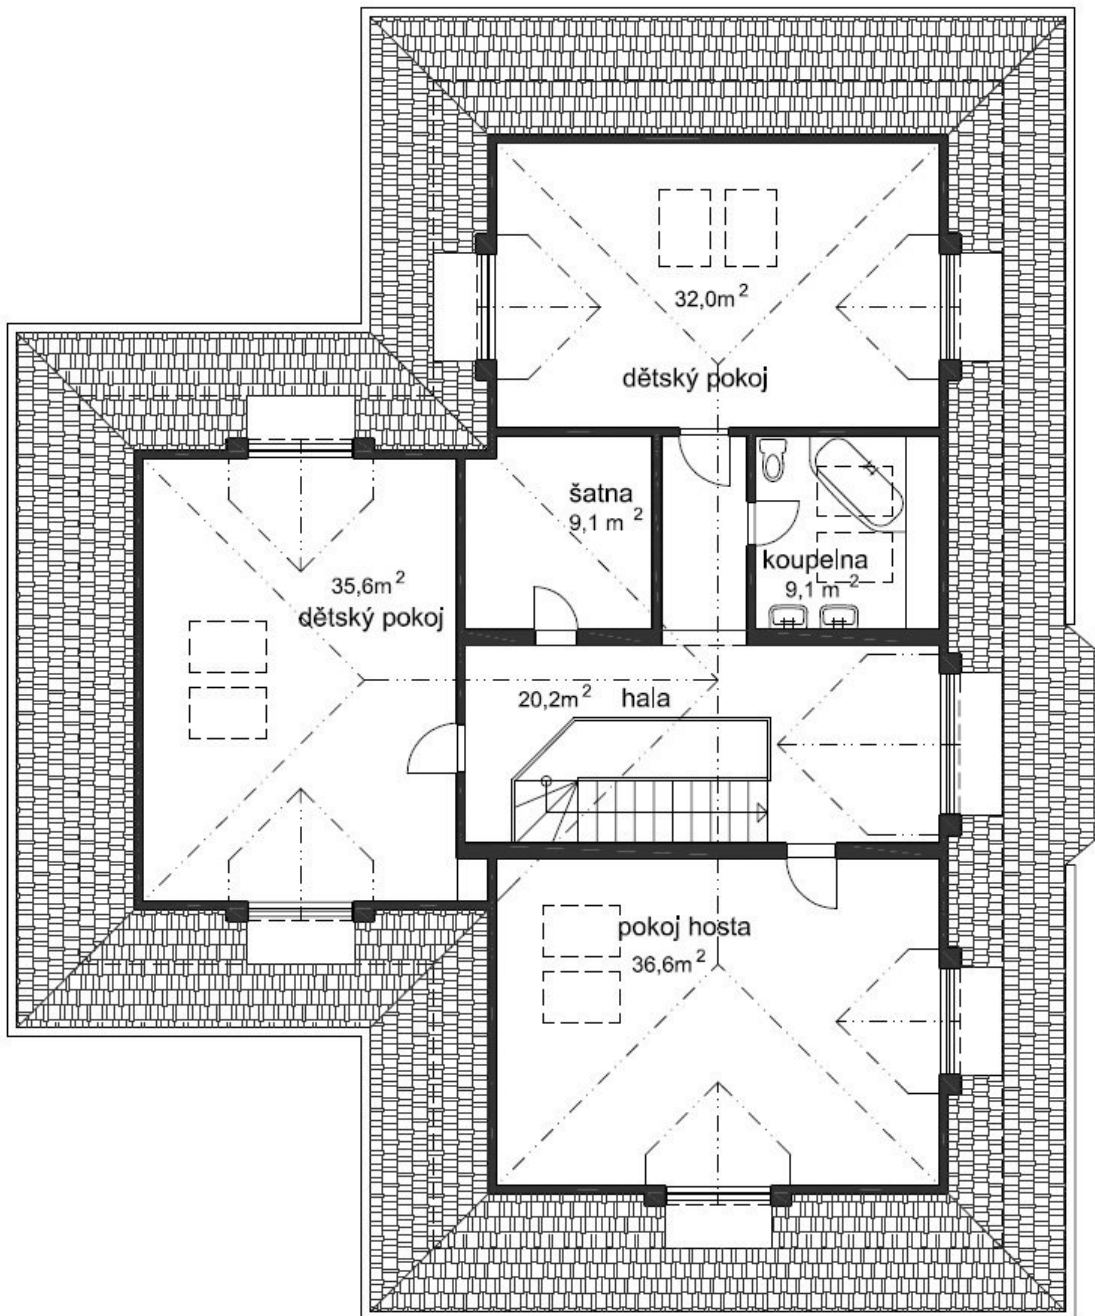 32,0m²
dětský pokoj
šatna
9,1 m²
koupelna
9,1 m²
35,6m²
dětský pokoj
20,2m² hala
pokoj hosta
36,6m²